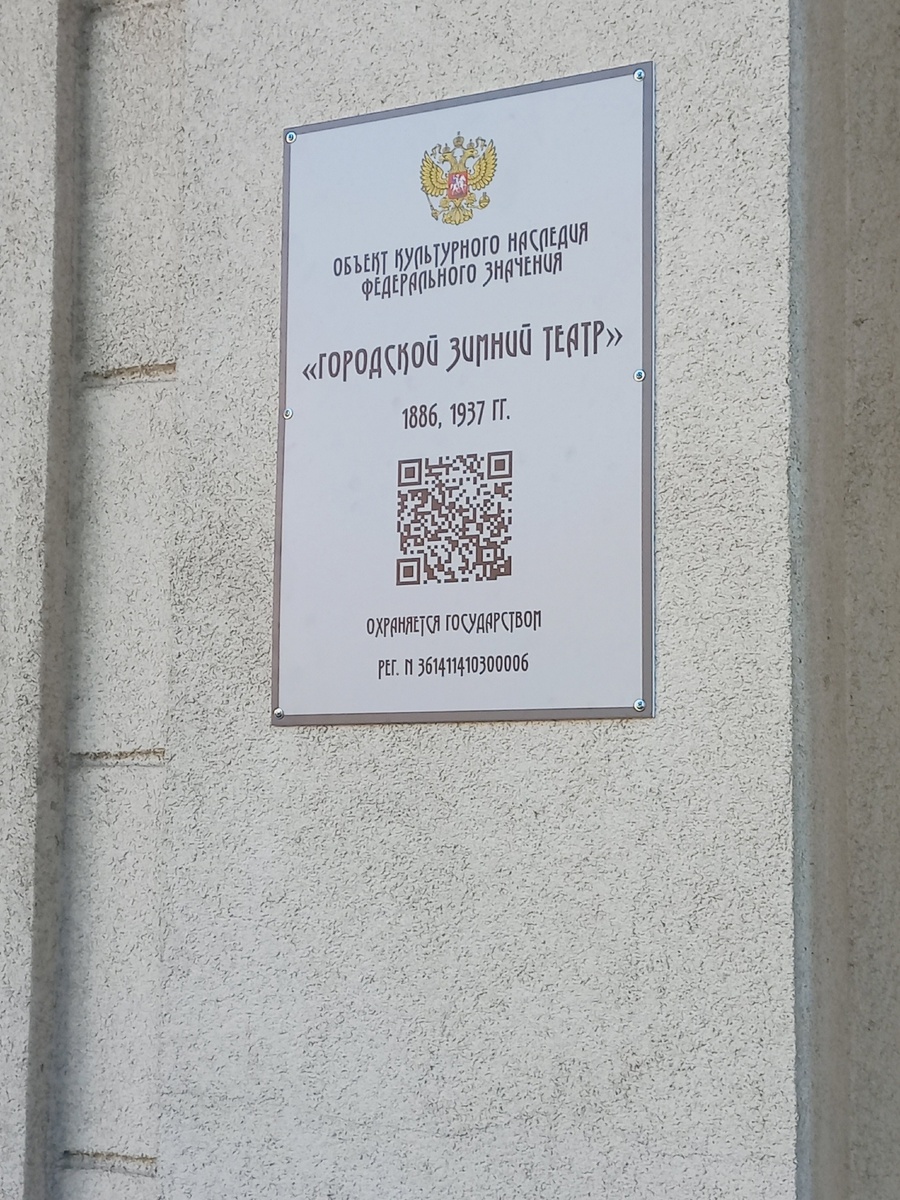 ОБЪЕКТ КУЛЬТУРНОГО НАСЛЕДИЯ
ФЕДЕРАЛЬНОГО ЗНАЧЕНИЯ
«ГОРОДСКОЙ ЗИМНИЙ ТЕАТР»
1886, 1937 ГГ.
ОХРАНЯЕТСЯ ГОСУДАРСТВОМ
РЕГ. N 361411410300006